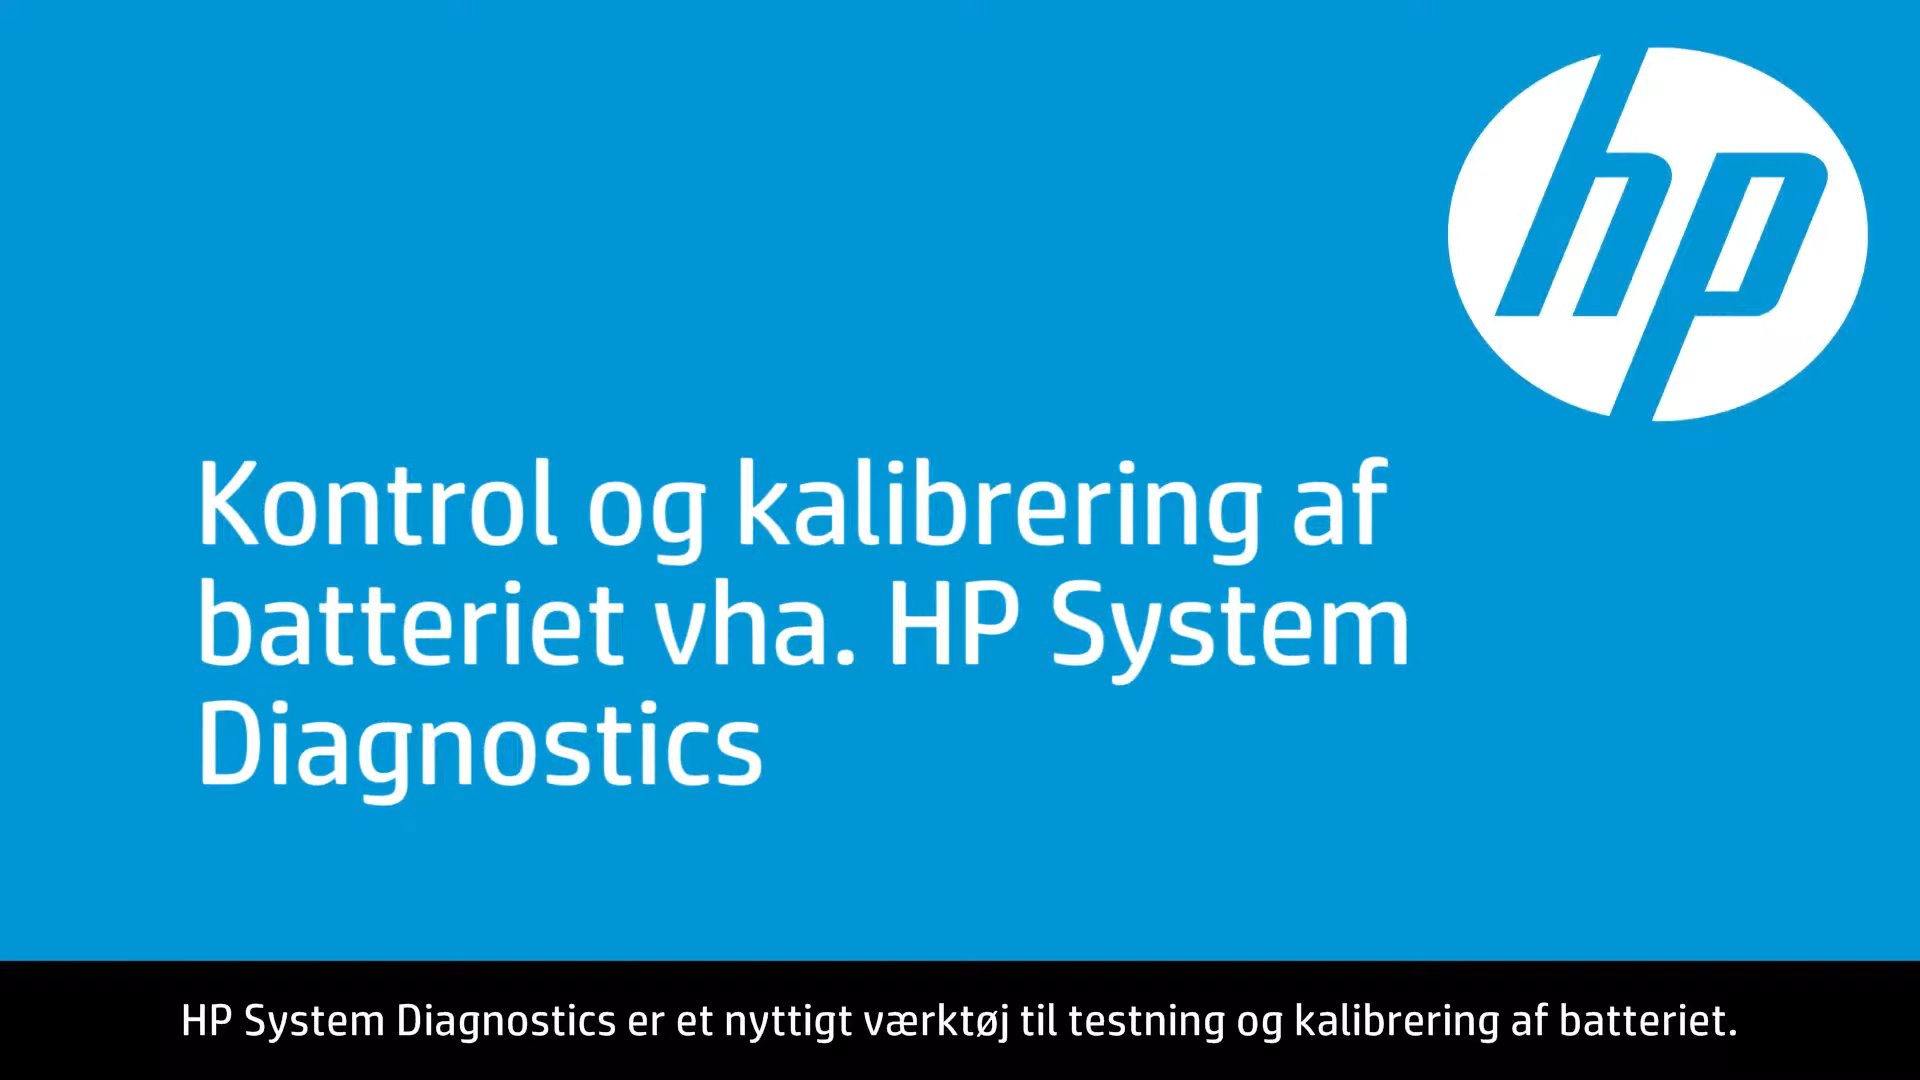 hp
Kontrol og kalibrering af
batteriet vha. HP System
Diagnostics
HP System Diagnostics er et nyttigt værktøj til testning og kalibrering af batteriet.